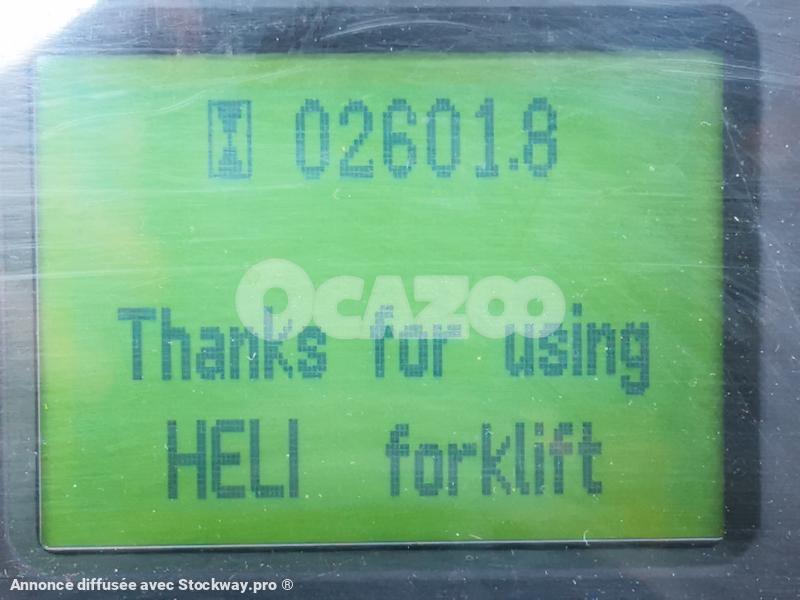 02601.8
OCAZOO
Thanks for using
HELI forklift
Annonce diffusée avec Stockway.pro ®